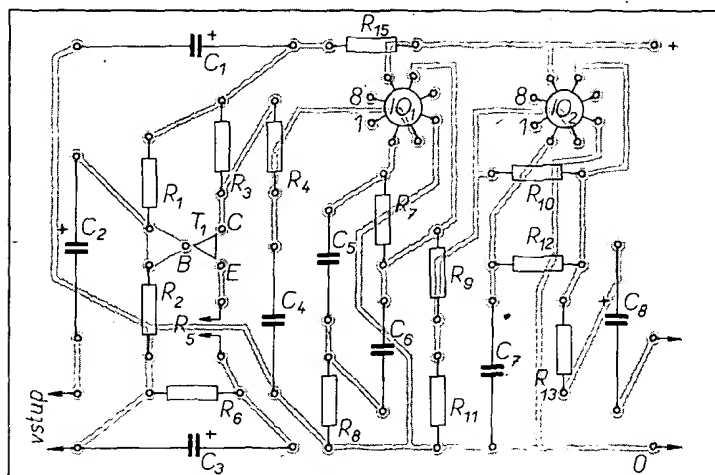 R15
+
C1
+
8
IO1
1
8
IO2
1
R1
R3
R4
R7
R10
C2
+
T1
C
B
E
C5
R9
R12
R2
R5
C4
C6
C7
+
C8
R13
vstup
R6
R8
R11
+
C3
0